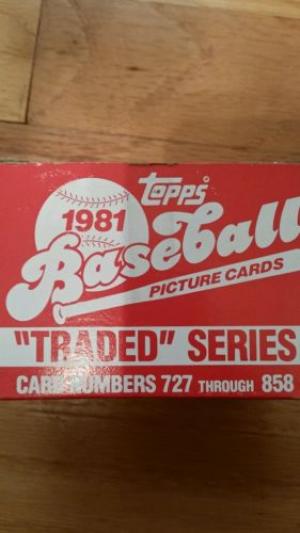 Topps
1981
Baseball
PICTURE CARDS
"TRADED" SERIES
CARD NUMBERS 727 THROUGH 858